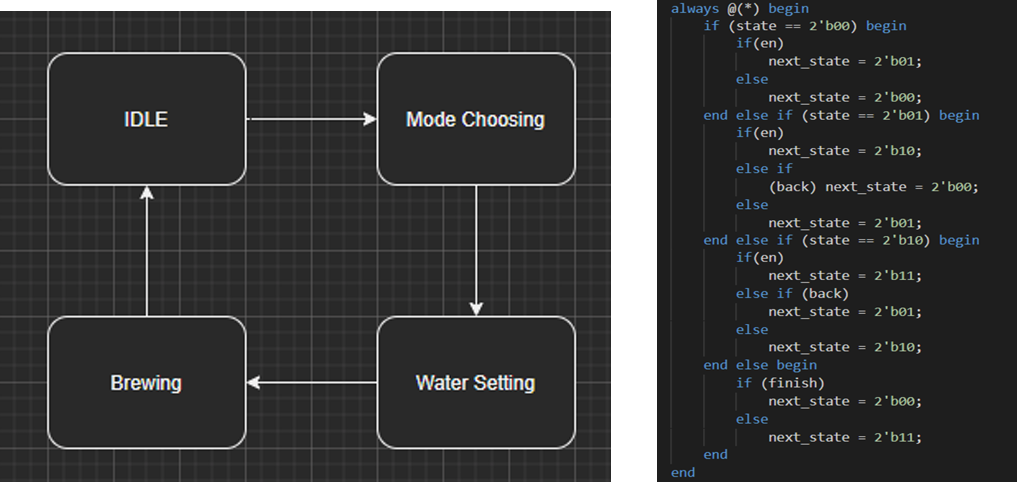 IDLE
Mode Choosing
Brewing
Water Setting
always @(*) begin
    if (state == 2'b00) begin
        if(en)
            next_state = 2'b01;
        else
            next_state = 2'b00;
    end else if (state == 2'b01) begin
        if(en)
            next_state = 2'b10;
        else if
            (back) next_state = 2'b00;
        else
            next_state = 2'b01;
    end else if (state == 2'b10) begin
        if(en)
            next_state = 2'b11;
        else if (back)
            next_state = 2'b01;
        else
            next_state = 2'b10;
    end else begin
        if (finish)
            next_state = 2'b00;
        else
            next_state = 2'b11;
    end
end